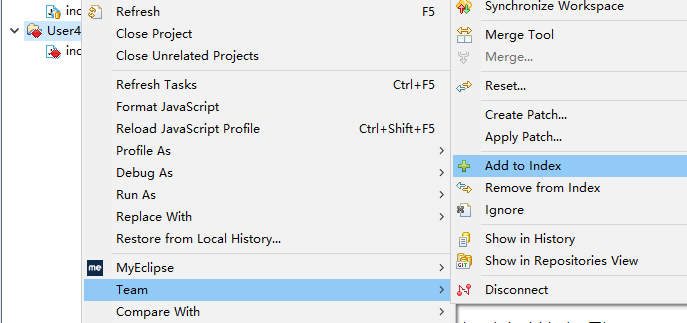 inc
User4
inc
Refresh F5
Close Project
Close Unrelated Projects
Refresh Tasks Ctrl+F5
Format JavaScript
Reload JavaScript Profile Ctrl+Shift+F5
Profile As
Debug As
Run As
Replace With
Restore from Local History...
me MyEclipse
Team
Compare With
Synchronize Workspace
Merge Tool
Merge...
Reset...
Create Patch...
Apply Patch...
Add to Index
Remove from Index
Ignore
Show in History
GIT Show in Repositories View
Disconnect